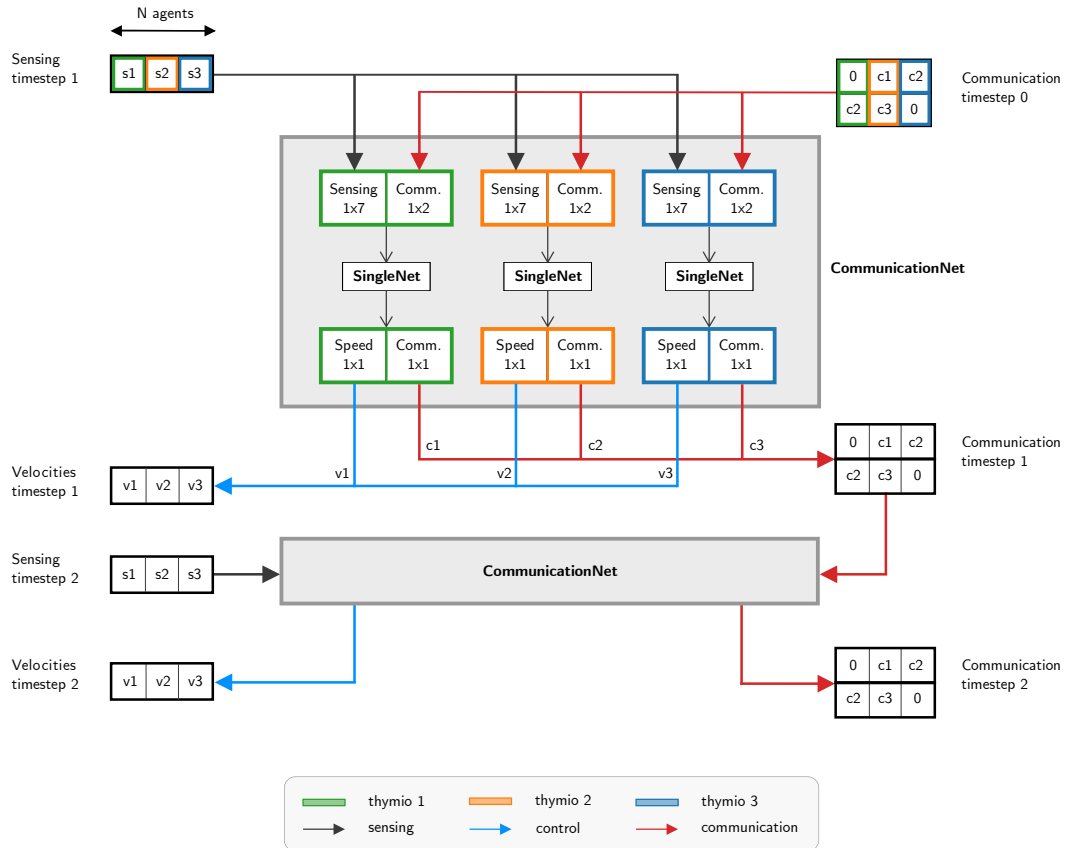 N agents
Sensing
timestep 1
s1 s2 s3
0 c1 c2
c2 c3 0
Communication
timestep 0
Sensing
1x7
Comm.
1x2
Sensing
1x7
Comm.
1x2
Sensing
1x7
Comm.
1x2
SingleNet
SingleNet
SingleNet
CommunicationNet
Speed
1x1
Comm.
1x1
Speed
1x1
Comm.
1x1
Speed
1x1
Comm.
1x1
c1
c2
c3
0 c1 c2
c2 c3 0
Communication
timestep 1
v1
v2
v3
Velocities
timestep 1
v1 v2 v3
Sensing
timestep 2
s1 s2 s3
CommunicationNet
Velocities
timestep 2
v1 v2 v3
0 c1 c2
c2 c3 0
Communication
timestep 2
thymio 1
thymio 2
thymio 3
sensing
control
communication